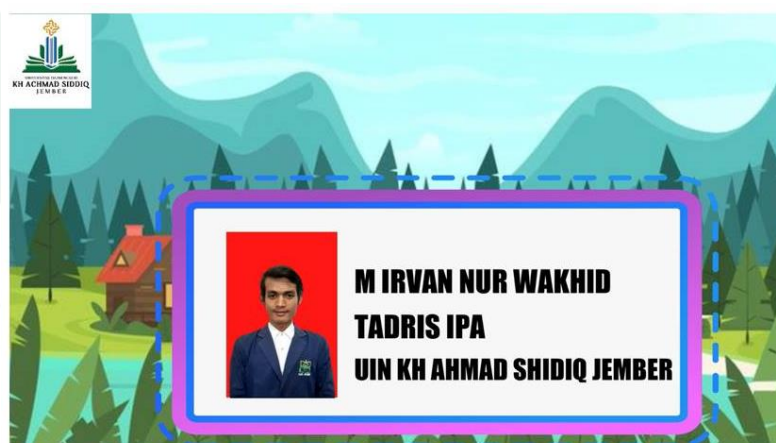 KH ACHMAD SIDDIQ
JEMBER
M IRVAN NUR WAKHID
TADRIS IPA
UIN KH AHMAD SHIDIQ JEMBER